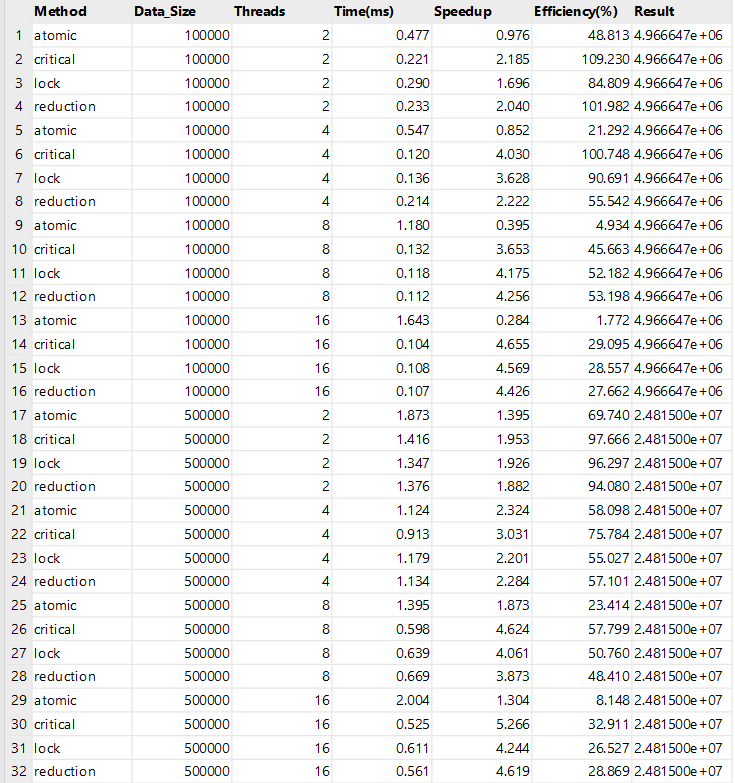 Method Data_Size Threads Time(ms) Speedup Efficiency(%) Result
1 atomic 100000 2 0.477 0.976 48.813 4.966647e+06
2 critical 100000 2 0.221 2.185 109.230 4.966647e+06
3 lock 100000 2 0.290 1.696 84.809 4.966647e+06
4 reduction 100000 2 0.233 2.040 101.982 4.966647e+06
5 atomic 100000 4 0.547 0.852 21.292 4.966647e+06
6 critical 100000 4 0.120 4.030 100.748 4.966647e+06
7 lock 100000 4 0.136 3.628 90.691 4.966647e+06
8 reduction 100000 4 0.214 2.222 55.542 4.966647e+06
9 atomic 100000 8 1.180 0.395 4.934 4.966647e+06
10 critical 100000 8 0.132 3.653 45.663 4.966647e+06
11 lock 100000 8 0.118 4.175 52.182 4.966647e+06
12 reduction 100000 8 0.112 4.256 53.198 4.966647e+06
13 atomic 100000 16 1.643 0.284 1.772 4.966647e+06
14 critical 100000 16 0.104 4.655 29.095 4.966647e+06
15 lock 100000 16 0.108 4.569 28.557 4.966647e+06
16 reduction 100000 16 0.107 4.426 27.662 4.966647e+06
17 atomic 500000 2 1.873 1.395 69.740 2.481500e+07
18 critical 500000 2 1.416 1.953 97.666 2.481500e+07
19 lock 500000 2 1.347 1.926 96.297 2.481500e+07
20 reduction 500000 2 1.376 1.882 94.080 2.481500e+07
21 atomic 500000 4 1.124 2.324 58.098 2.481500e+07
22 critical 500000 4 0.913 3.031 75.784 2.481500e+07
23 lock 500000 4 1.179 2.201 55.027 2.481500e+07
24 reduction 500000 4 1.134 2.284 57.101 2.481500e+07
25 atomic 500000 8 1.395 1.873 23.414 2.481500e+07
26 critical 500000 8 0.598 4.624 57.799 2.481500e+07
27 lock 500000 8 0.639 4.061 50.760 2.481500e+07
28 reduction 500000 8 0.669 3.873 48.410 2.481500e+07
29 atomic 500000 16 2.004 1.304 8.148 2.481500e+07
30 critical 500000 16 0.525 5.266 32.911 2.481500e+07
31 lock 500000 16 0.611 4.244 26.527 2.481500e+07
32 reduction 500000 16 0.561 4.619 28.869 2.481500e+07